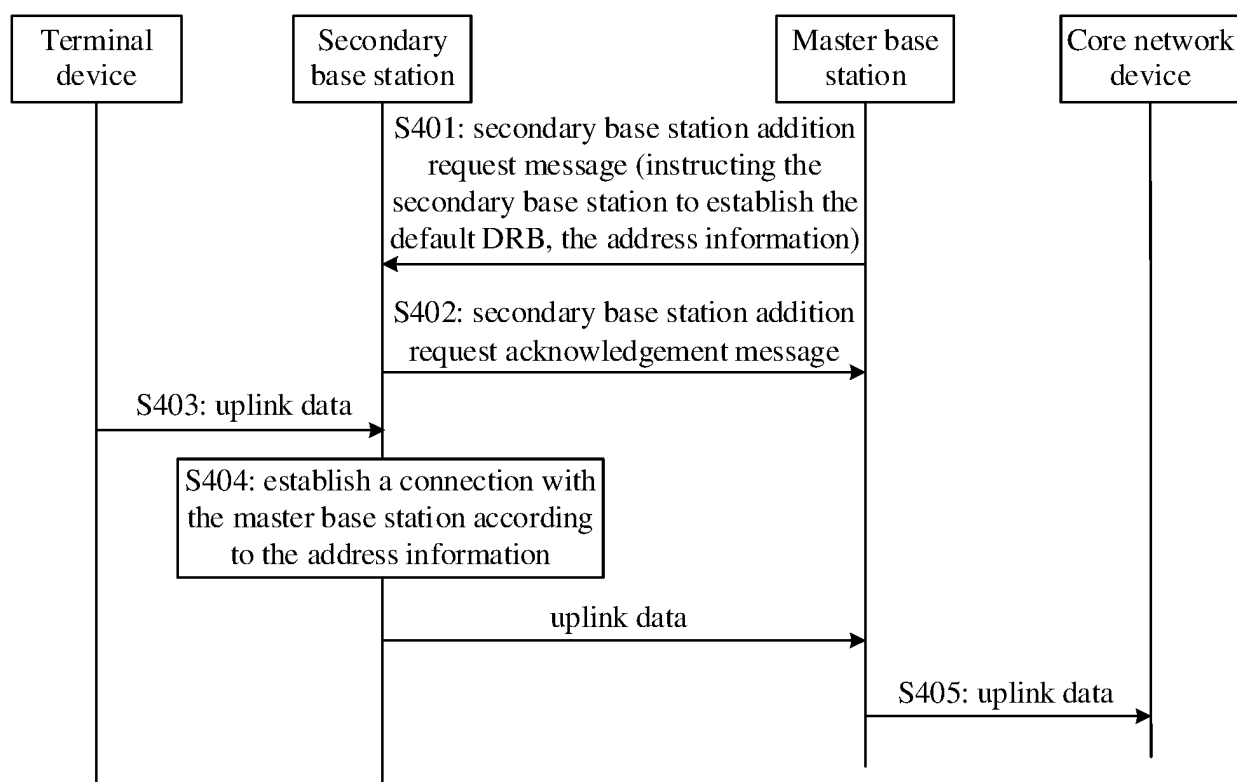 Terminal
device
Secondary
base station
Master base
station
Core network
device
S401: secondary base station addition
request message (instructing the
secondary base station to establish the
default DRB, the address information)
S402: secondary base station addition
request acknowledgement message
S403: uplink data
S404: establish a connection with
the master base station according
to the address information
uplink data
S405: uplink data